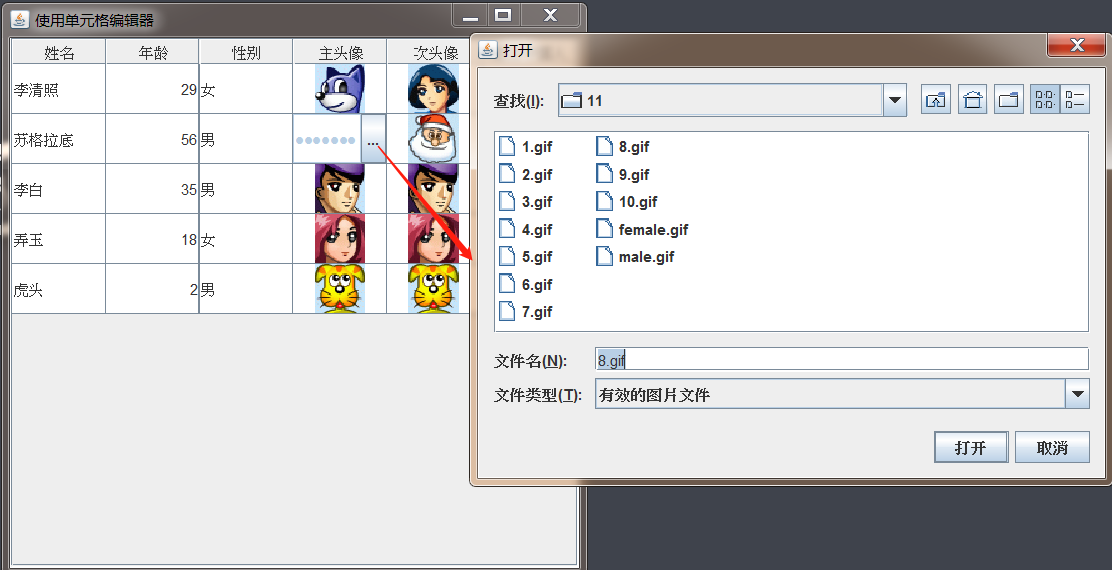 使用单元格编辑器
姓名 年龄 性别 主头像 次头像
李清照 29 女
苏格拉底 56 男 ...
李白 35 男
弄玉 18 女
虎头 2 男
打开
查找(I): 11
1.gif 8.gif
2.gif 9.gif
3.gif 10.gif
4.gif female.gif
5.gif male.gif
6.gif
7.gif
文件名(N): 8.gif
文件类型(T): 有效的图片文件
打开 取消